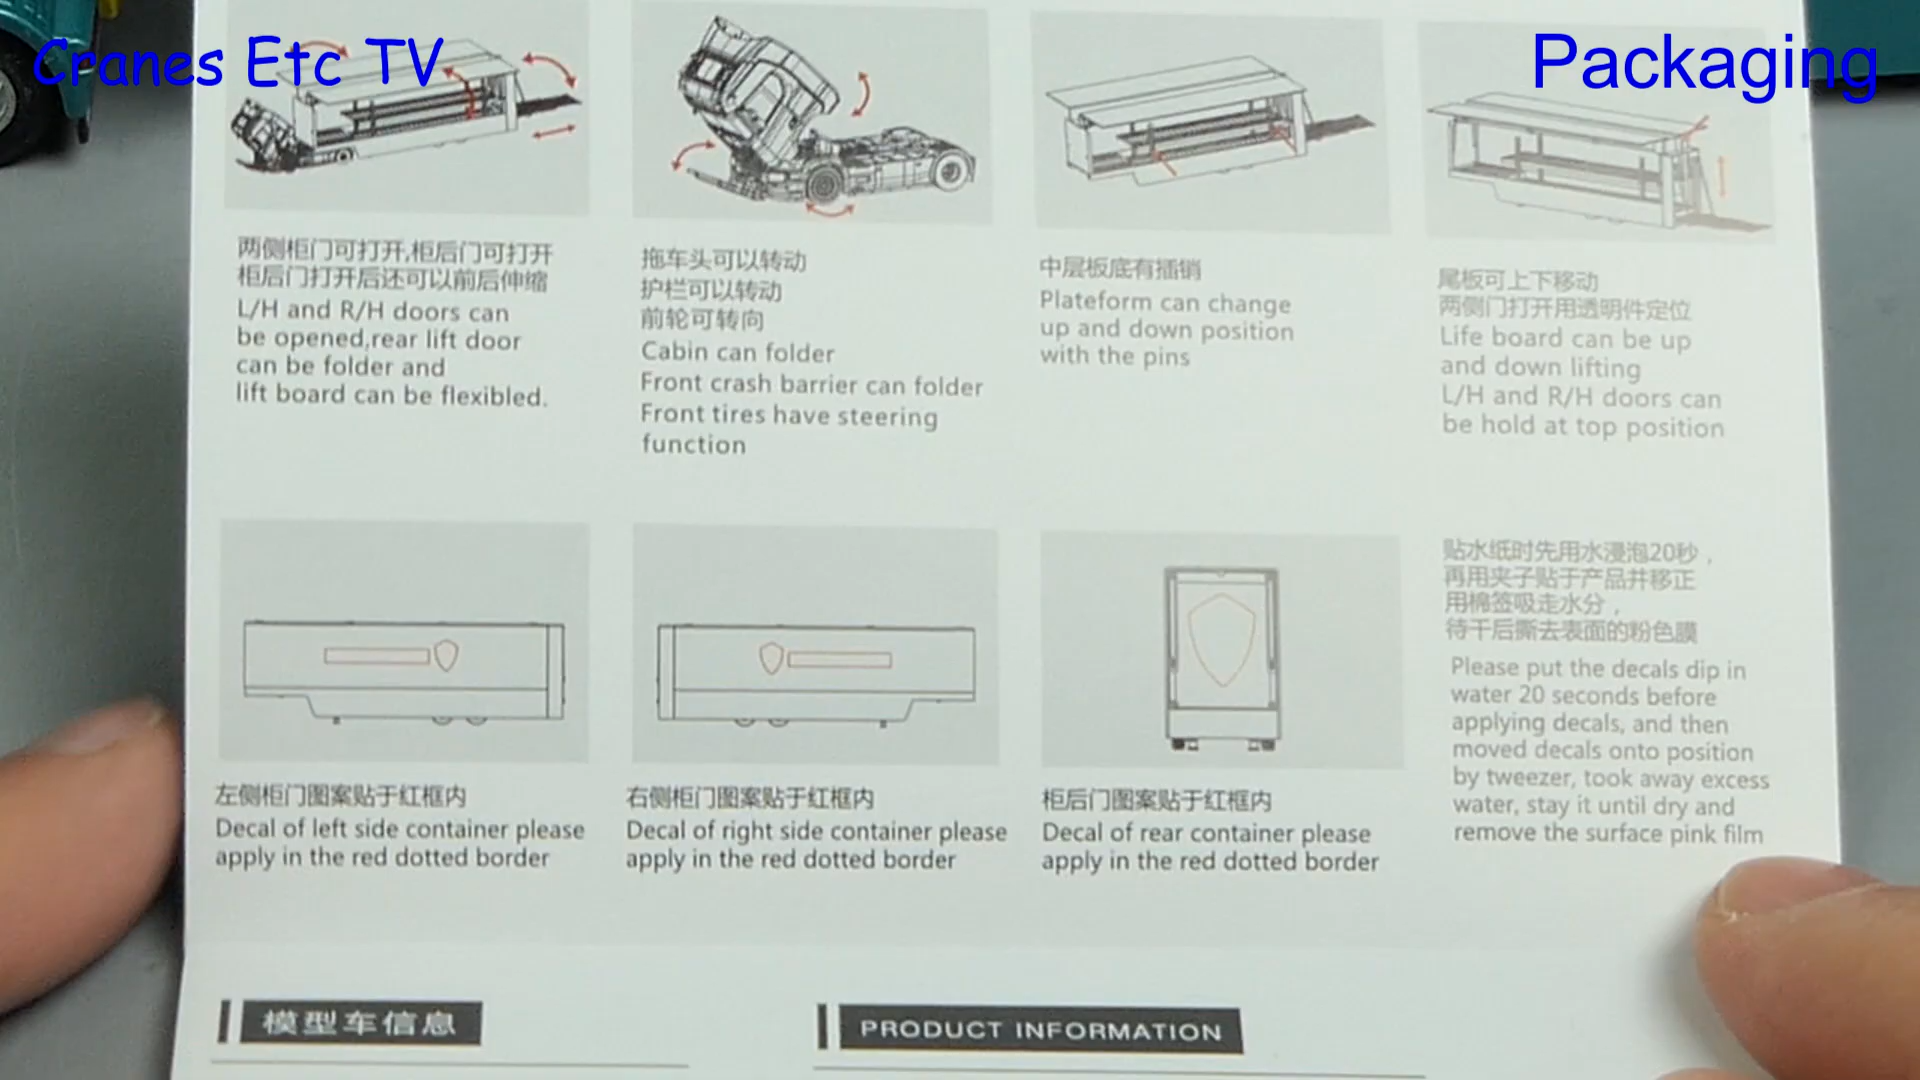 Cranes Etc TV
Packaging
两侧柜门可打开,柜后门可打开
柜后门打开后还可以前后伸缩
L/H and R/H doors can
be opened,rear lift door
can be folder and
lift board can be flexibled.
拖车头可以转动
护栏可以转动
前轮可转向
Cabin can folder
Front crash barrier can folder
Front tires have steering
function
中层板底有插销
Plateform can change
up and down position
with the pins
尾板可上下移动
两侧门打开用透明件定位
Life board can be up
and down lifting
L/H and R/H doors can
be hold at top position
左侧柜门图案贴于红框内
Decal of left side container please
apply in the red dotted border
右侧柜门图案贴于红框内
Decal of right side container please
apply in the red dotted border
柜后门图案贴于红框内
Decal of rear container please
apply in the red dotted border
贴水纸时先用水浸泡20秒，
再用夹子贴于产品并移正
用棉签吸走水分，
待干后撕去表面的粉色膜
Please put the decals dip in
water 20 seconds before
applying decals, and then
moved decals onto position
by tweezer, took away excess
water, stay it until dry and
remove the surface pink film
模型车信息
PRODUCT INFORMATION